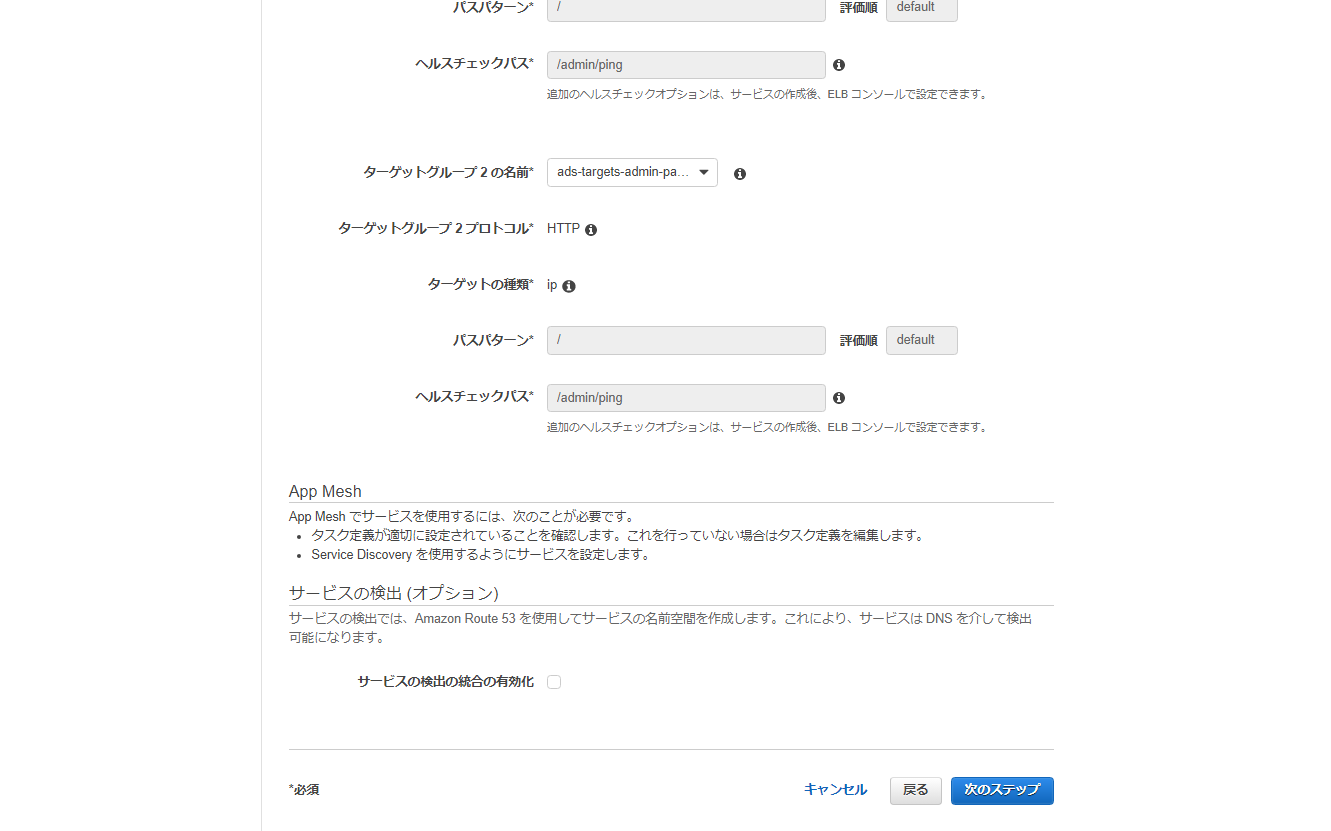 パスパターン* / 評価順 default
ヘルスチェックパス* /admin/ping
追加のヘルスチェックオプションは、サービスの作成後、ELB コンソールで設定できます。
ターゲットグループ 2 の名前* ads-targets-admin-pa...
ターゲットグループ 2 プロトコル* HTTP
ターゲットの種類* ip
パスパターン* / 評価順 default
ヘルスチェックパス* /admin/ping
追加のヘルスチェックオプションは、サービスの作成後、ELB コンソールで設定できます。
App Mesh
App Mesh でサービスを使用するには、次のことが必要です。
• タスク定義が適切に設定されていることを確認します。これを行っていない場合はタスク定義を編集します。
• Service Discovery を使用するようにサービスを設定します。
サービスの検出 (オプション)
サービスの検出では、Amazon Route 53 を使用してサービスの名前空間を作成します。これにより、サービスは DNS を介して検出
可能になります。
サービスの検出の統合の有効化
*必須 キャンセル 戻る 次のステップ